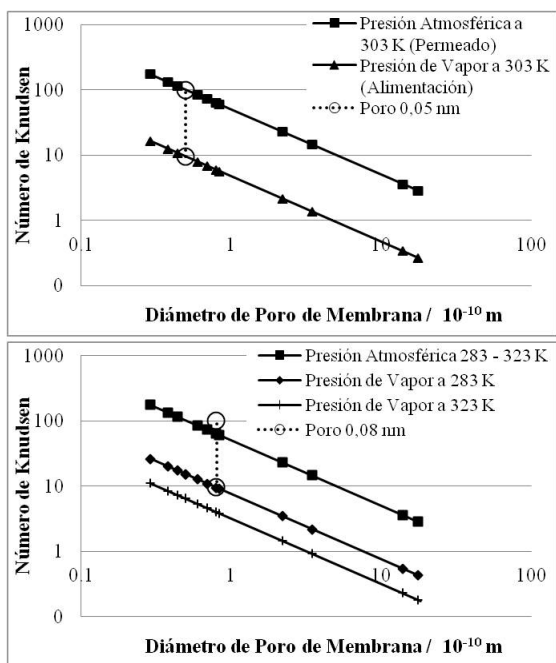 1000
100
10
1
0
0.1
1
10
100
Número de Knudsen
Diámetro de Poro de Membrana / 10⁻¹⁰ m
Presión Atmosférica a
303 K (Permeado)
Presión de Vapor a 303 K
(Alimentación)
Poro 0,05 nm
1000
100
10
1
0
0.1
1
10
100
Número de Knudsen
Diámetro de Poro de Membrana / 10⁻¹⁰ m
Presión Atmosférica 283 - 323 K
Presión de Vapor a 283 K
Presión de Vapor a 323 K
Poro 0,08 nm